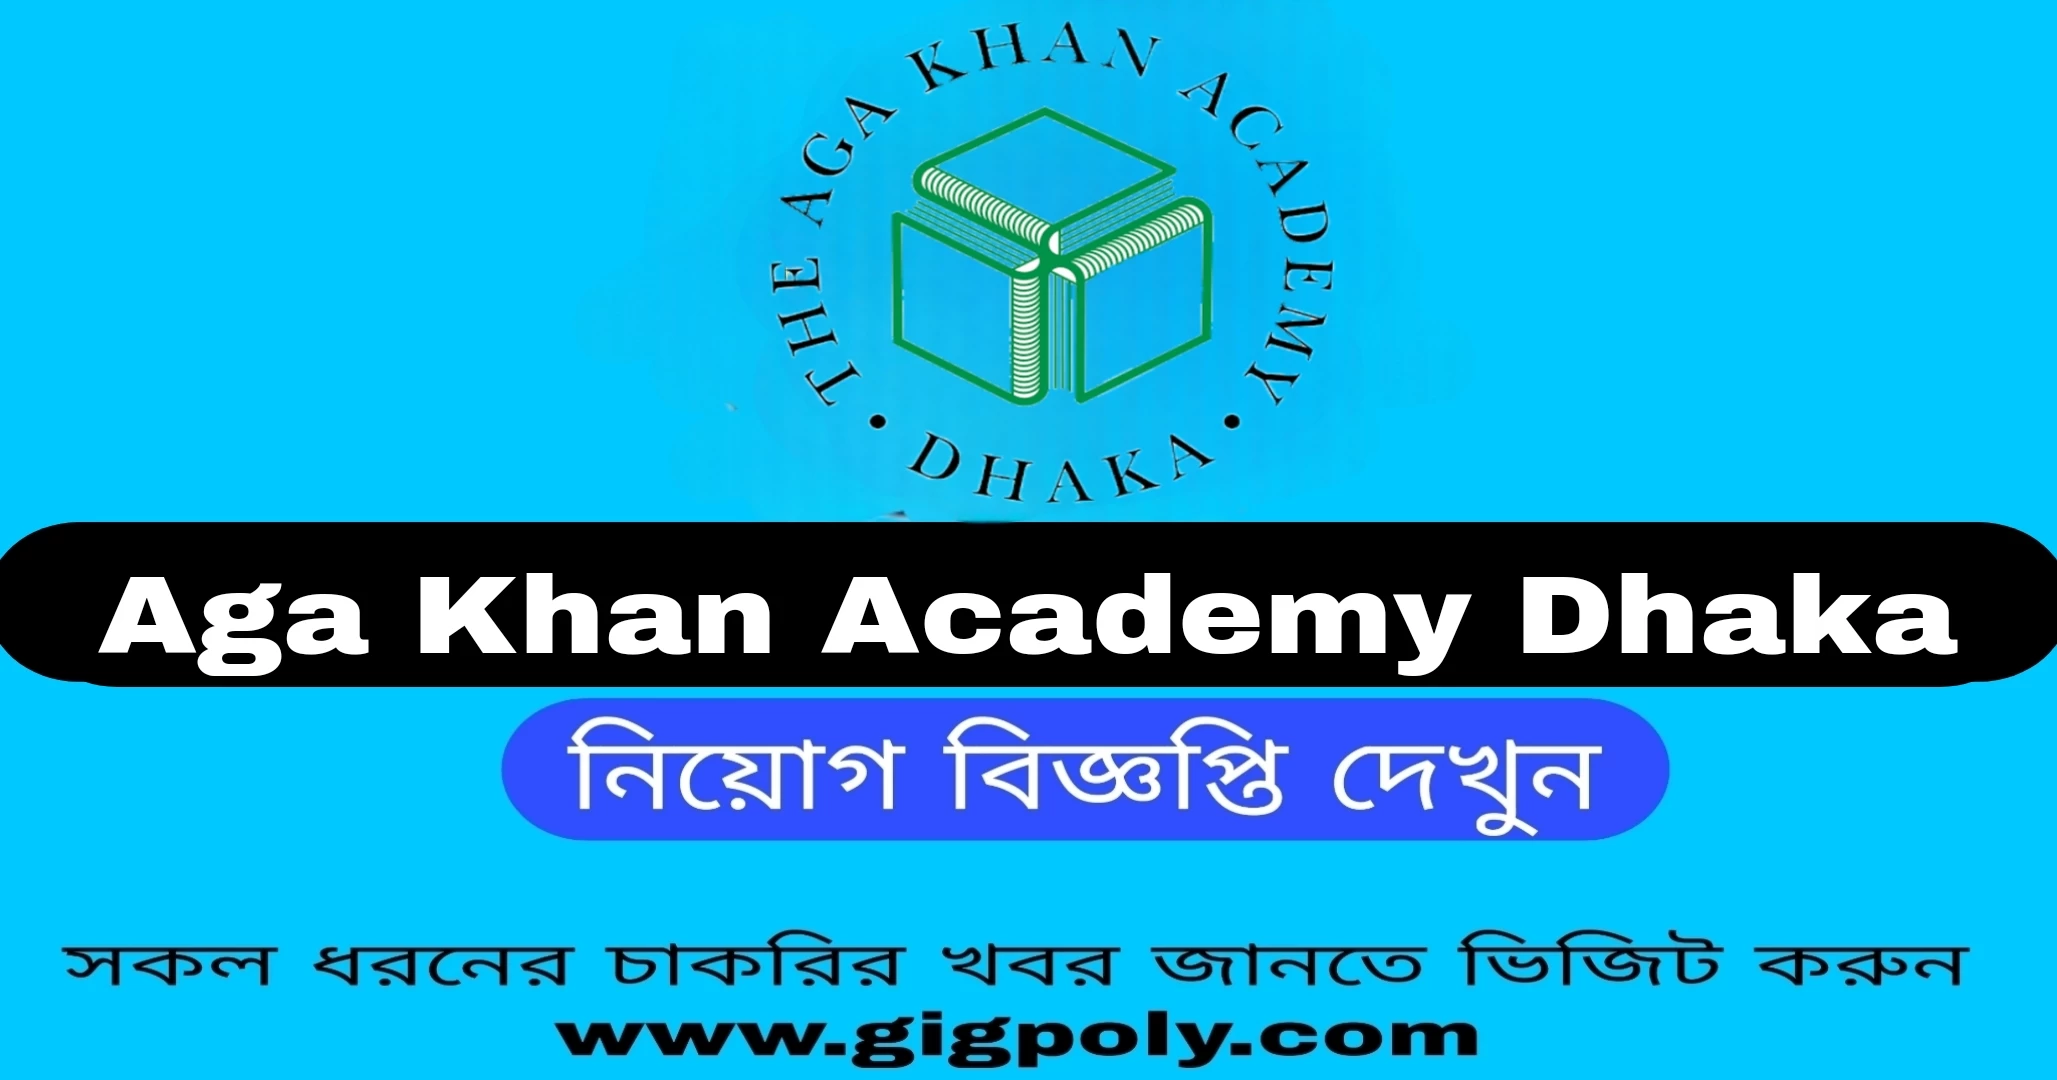 THE AGA KHAN ACADEMY
• DHAKA •
Aga Khan Academy Dhaka
নিয়োগ বিজ্ঞপ্তি দেখুন
সকল ধরনের চাকরির খবর জানতে ভিজিট করুন
www.gigpoly.com